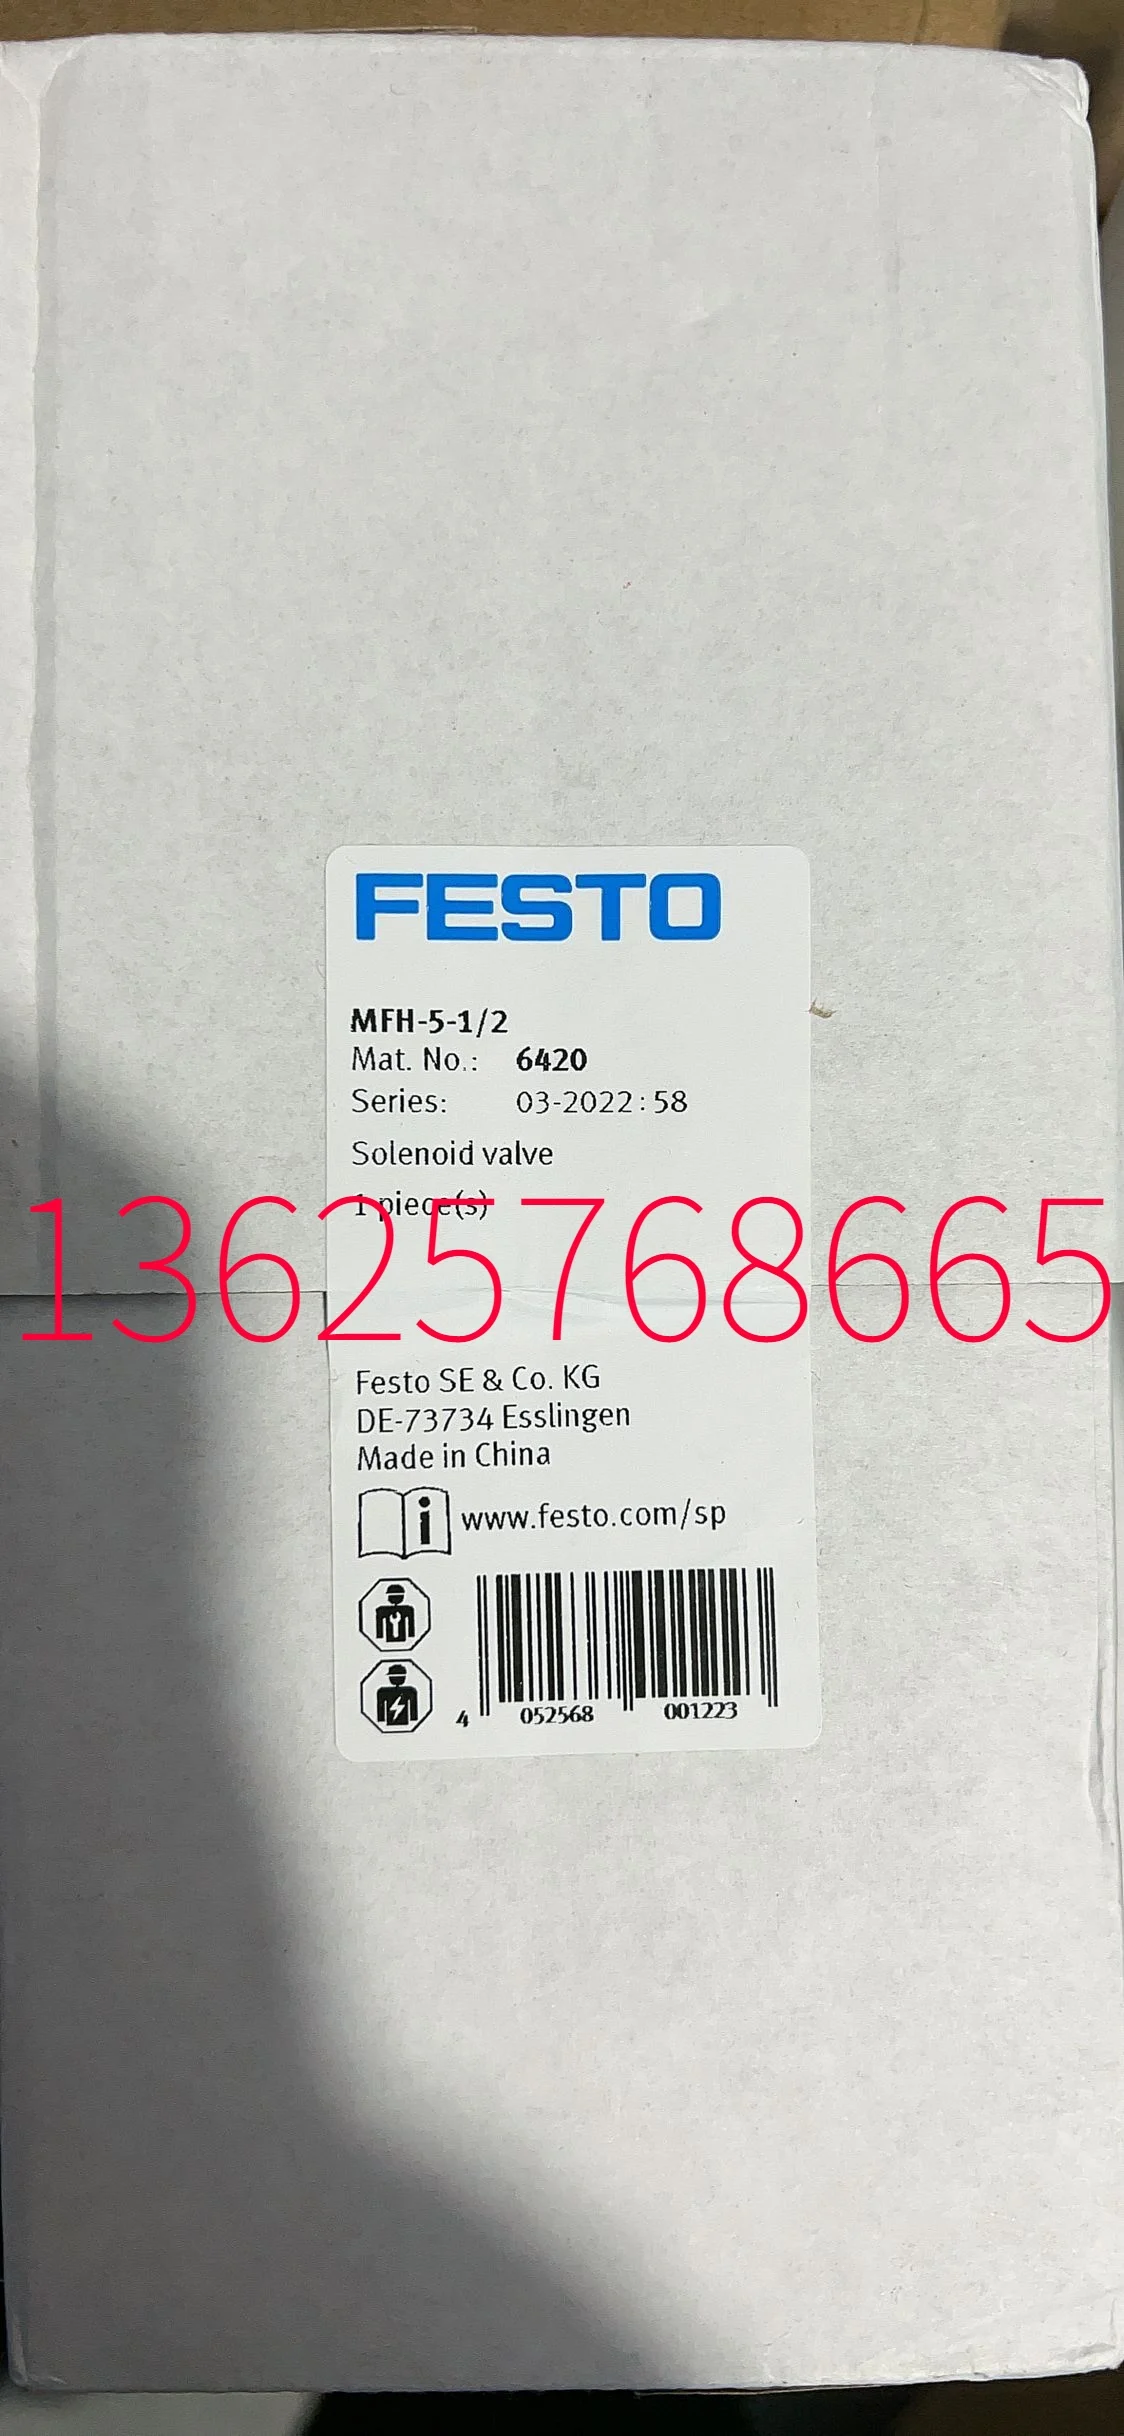 FESTO
MFH-5-1/2
Mat. No.: 6420
Series: 03-2022:58
Solenoid valve
1 piece(s)
13625768665
Festo SE & Co. KG
DE-73734 Esslingen
Made in China
i www.festo.com/sp
4 052568 001223